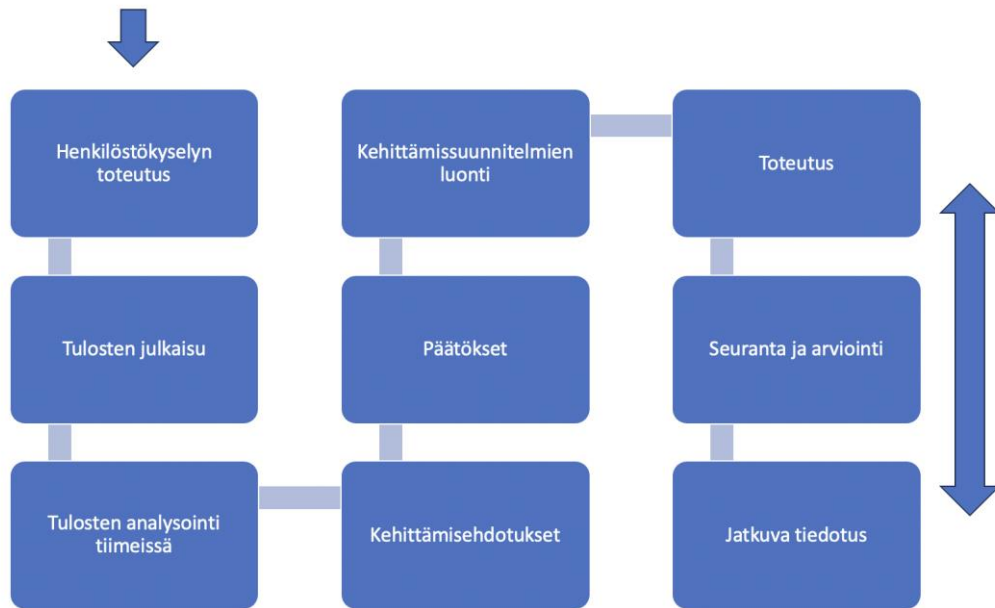 Henkilöstökyselyn
toteutus
Tulosten julkaisu
Tulosten analysointi
tiimeissä
Kehittämisehdotukset
Päätökset
Kehittämissuunnitelmien
luonti
Toteutus
Seuranta ja arviointi
Jatkuva tiedotus